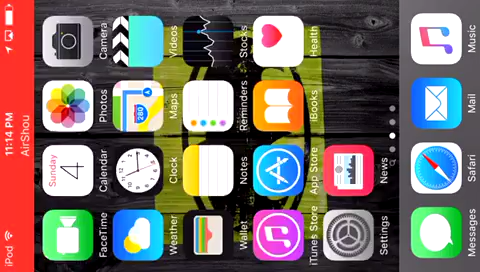 iPod 11:14 PM
AirShou
Sunday
4
FaceTime Calendar Photos Camera
280
Weather Clock Maps Videos
Wallet Notes Reminders Stocks
iTunes Store App Store iBooks Health
Settings News
Messages Safari Mail Music